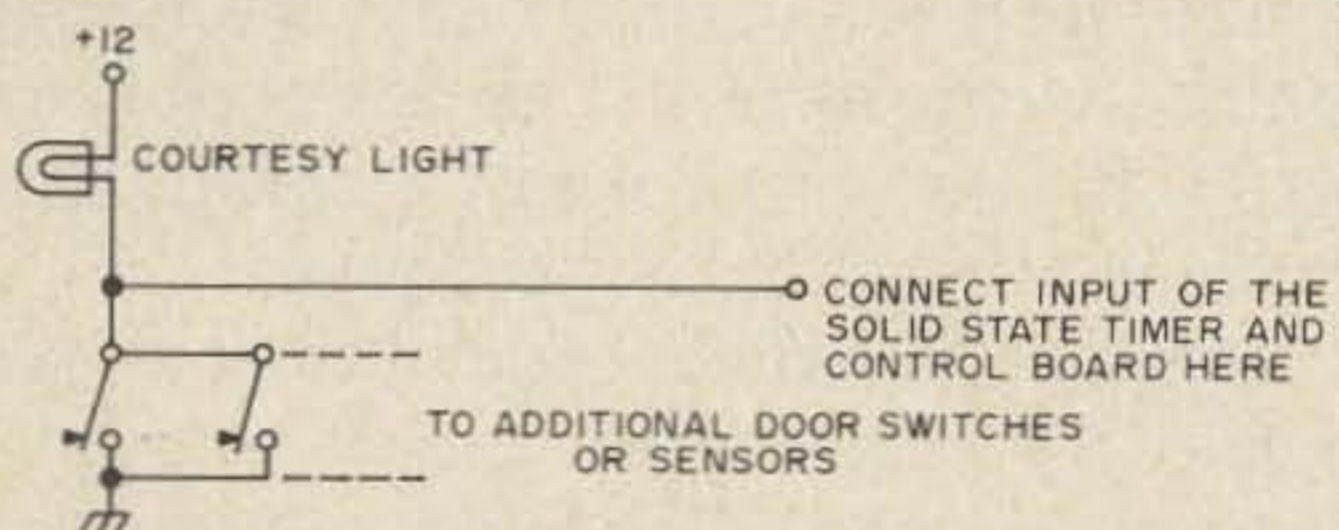 +12
COURTESY LIGHT
CONNECT INPUT OF THE
SOLID STATE TIMER AND
CONTROL BOARD HERE
TO ADDITIONAL DOOR SWITCHES
OR SENSORS